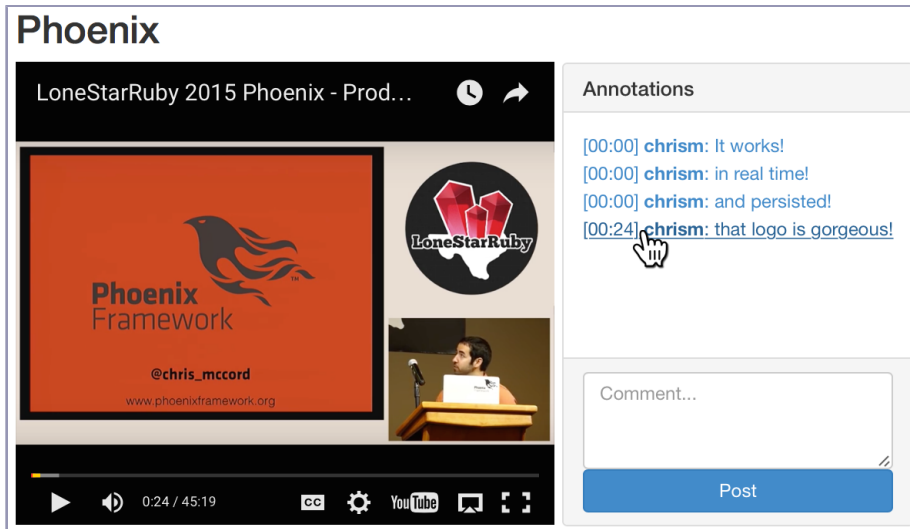 Phoenix
LoneStarRuby 2015 Phoenix - Prod...
LoneStarRuby
Phoenix
Framework
™
@chris_mccord
www.phoenixframework.org
0:24 / 45:19
CC
YouTube
Annotations
[00:00] chrism: It works!
[00:00] chrism: in real time!
[00:00] chrism: and persisted!
[00:24] chrism: that logo is gorgeous!
Comment...
Post